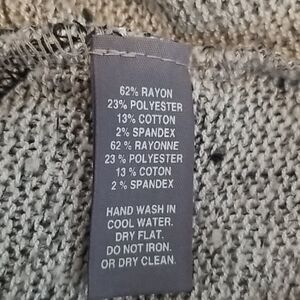 62% RAYON
23% POLYESTER
13% COTTON
2% SPANDEX
62 % RAYONNE
23 % POLYESTER
13 % COTON
2 % SPANDEX
HAND WASH IN
COOL WATER.
DRY FLAT.
DO NOT IRON.
OR DRY CLEAN.